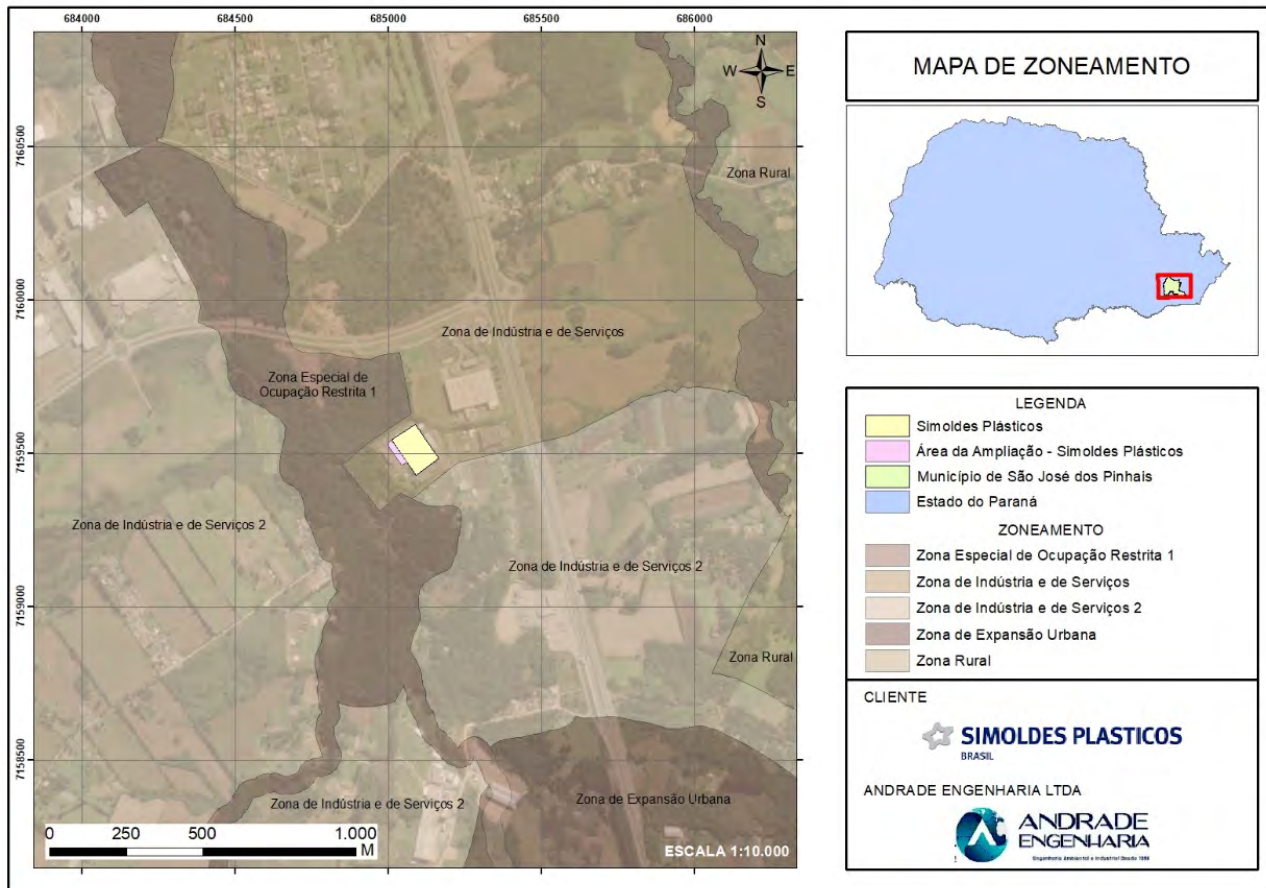 684000
684500
685000
685500
686000
7160500
7160000
7159500
7159000
7158500
N
W E
S
Zona Rural
Zona de Indústria e de Serviços
Zona Especial de
Ocupação Restrita 1
Zona de Indústria e de Serviços 2
Zona de Indústria e de Serviços 2
Zona Rural
Zona de Indústria e de Serviços 2
Zona de Expansão Urbana
0 250 500 1.000
M
ESCALA 1:10.000
MAPA DE ZONEAMENTO
LEGENDA
Simoldes Plásticos
Área da Ampliação - Simoldes Plásticos
Município de São José dos Pinhais
Estado do Paraná
ZONEAMENTO
Zona Especial de Ocupação Restrita 1
Zona de Indústria e de Serviços
Zona de Indústria e de Serviços 2
Zona de Expansão Urbana
Zona Rural
CLIENTE
SIMOLDES PLASTICOS
BRASIL
ANDRADE ENGENHARIA LTDA
ANDRADE
ENGENHARIA
Engenharia Ambiental e Industrial Desde